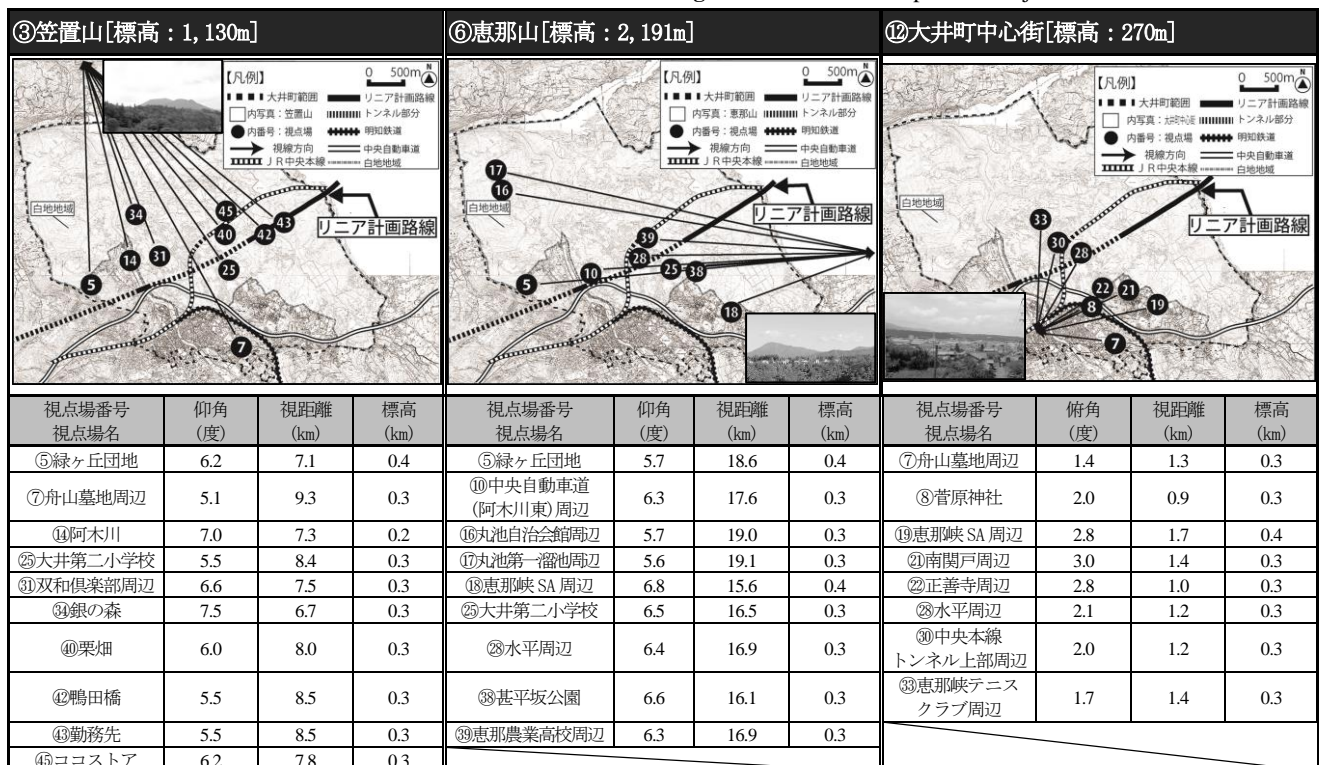 ③笠置山[標高：1,130m]
【凡例】
0 500m
N
大井町範囲 リニア計画路線
内写真：笠置山 トンネル部分
内番号：視点場 明知鉄道
視線方向 中央自動車道
ＪＲ中央本線 白地地域
白地地域
リニア計画路線
34
45
43
40
42
14
31
25
5
7
視点場番号 視点場名 仰角(度) 視距離(km) 標高(km)
⑤緑ヶ丘団地 6.2 7.1 0.4
⑦舟山墓地周辺 5.1 9.3 0.3
⑭阿木川 7.0 7.3 0.2
㉕大井第二小学校 5.5 8.4 0.3
㉛双和倶楽部周辺 6.6 7.5 0.3
㉞銀の森 7.5 6.7 0.3
㊵栗畑 6.0 8.0 0.3
㊷鴨田橋 5.5 8.5 0.3
㊸勤務先 5.5 8.5 0.3
㊺ココストア 6.2 7.8 0.3
⑥恵那山[標高：2,191m]
【凡例】
0 500m
N
大井町範囲 リニア計画路線
内写真：恵那山 トンネル部分
内番号：視点場 明知鉄道
視線方向 中央自動車道
ＪＲ中央本線 白地地域
白地地域
リニア計画路線
17
16
39
28
10
25
38
5
18
視点場番号 視点場名 仰角(度) 視距離(km) 標高(km)
⑤緑ヶ丘団地 5.7 18.6 0.4
⑩中央自動車道
(阿木川東)周辺 6.3 17.6 0.3
⑯丸池自治会館周辺 5.7 19.0 0.3
⑰丸池第一溜池周辺 5.6 19.1 0.3
⑱恵那峡 SA 周辺 6.8 15.6 0.4
㉕大井第二小学校 6.5 16.5 0.3
㉘水平周辺 6.4 16.9 0.3
㊳甚平坂公園 6.6 16.1 0.3
㊴恵那農業高校周辺 6.3 16.9 0.3
⑫大井町中心街[標高：270m]
【凡例】
0 500m
N
大井町範囲 リニア計画路線
内写真： トンネル部分
内番号：視点場 明知鉄道
視線方向 中央自動車道
ＪＲ中央本線 白地地域
白地地域
リニア計画路線
33
30
28
22
21
8
19
7
視点場番号 視点場名 俯角(度) 視距離(km) 標高(km)
⑦舟山墓地周辺 1.4 1.3 0.3
⑧菅原神社 2.0 0.9 0.3
⑲恵那峡 SA 周辺 2.8 1.7 0.4
㉑南関戸周辺 3.0 1.4 0.3
㉒正善寺周辺 2.8 1.0 0.3
㉘水平周辺 2.1 1.2 0.3
㉚中央本線
トンネル上部周辺 2.0 1.2 0.3
㉝恵那峡テニス
クラブ周辺 1.7 1.4 0.3